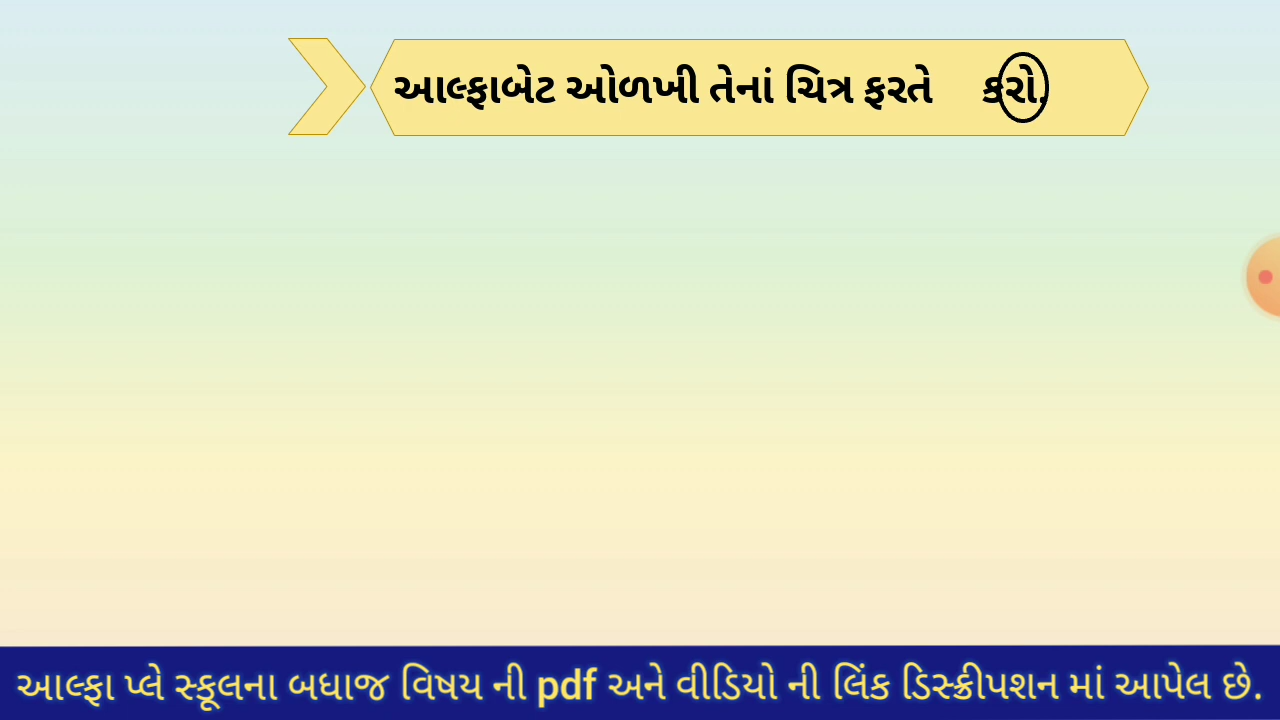 આલ્ફાબેટ ઓળખી તેનાં ચિત્ર ફરતે કરો.
આલ્ફા પ્લે સ્કૂલના બધાજ વિષય ની pdf અને વીડિયો ની લિંક ડિસ્ક્રીપશન માં આપેલ છે.